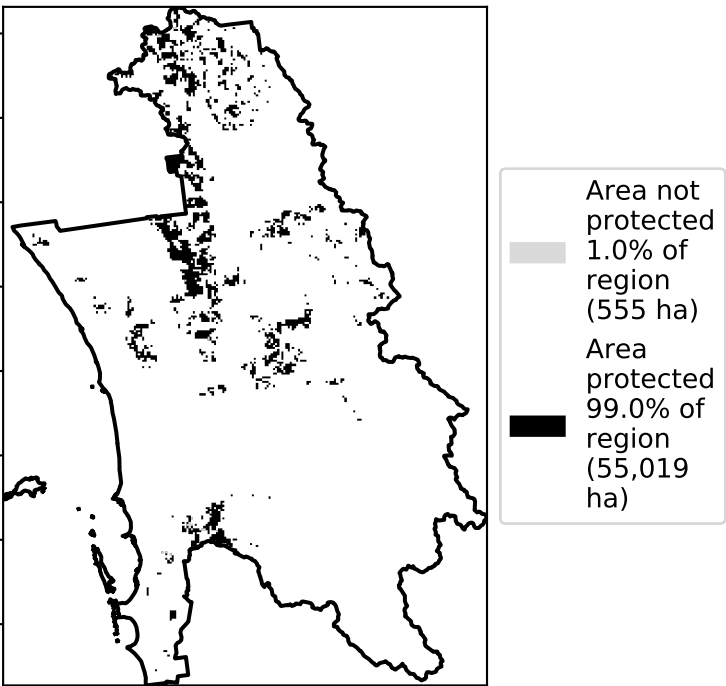 Area not
protected
1.0% of
region
(555 ha)
Area
protected
99.0% of
region
(55,019
ha)